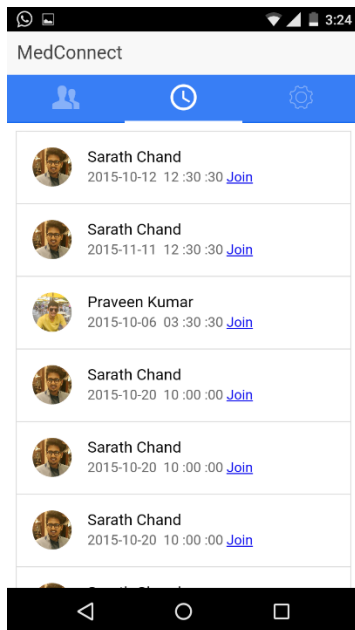 3:24
MedConnect
Sarath Chand
2015-10-12 12 :30 :30 Join
Sarath Chand
2015-11-11 12 :30 :30 Join
Praveen Kumar
2015-10-06 03 :30 :30 Join
Sarath Chand
2015-10-20 10 :00 :00 Join
Sarath Chand
2015-10-20 10 :00 :00 Join
Sarath Chand
2015-10-20 10 :00 :00 Join